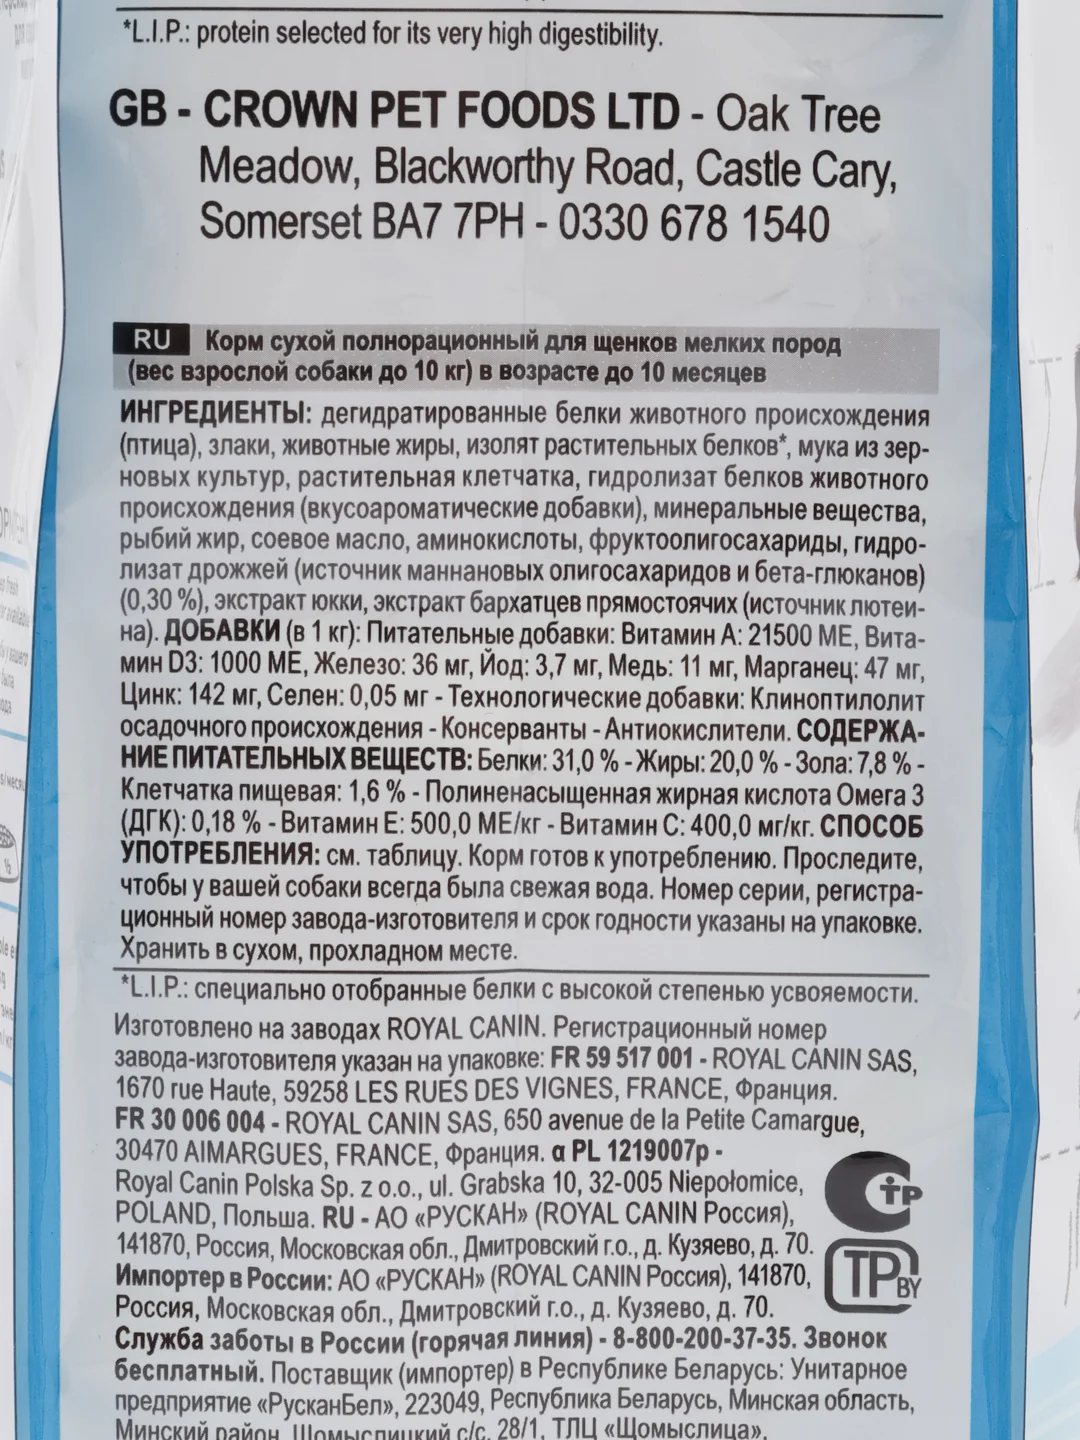 *L.I.P.: protein selected for its very high digestibility.
GB - CROWN PET FOODS LTD - Oak Tree
Meadow, Blackworthy Road, Castle Cary,
Somerset BA7 7PH - 0330 678 1540
RU Корм сухой полнорационный для щенков мелких пород
(вес взрослой собаки до 10 кг) в возрасте до 10 месяцев
ИНГРЕДИЕНТЫ: дегидратированные белки животного происхождения
(птица), злаки, животные жиры, изолят растительных белков*, мука из зер-
новых культур, растительная клетчатка, гидролизат белков животного
происхождения (вкусоароматические добавки), минеральные вещества,
рыбий жир, соевое масло, аминокислоты, фруктоолигосахариды, гидро-
лизат дрожжей (источник маннановых олигосахаридов и бета-глюканов)
(0,30 %), экстракт юкки, экстракт бархатцев прямостоячих (источник лютеи-
на). ДОБАВКИ (в 1 кг): Питательные добавки: Витамин A: 21500 ME, Вита-
мин D3: 1000 ME, Железо: 36 мг, Йод: 3,7 мг, Медь: 11 мг, Марганец: 47 мг,
Цинк: 142 мг, Селен: 0,05 мг - Технологические добавки: Клиноптилолит
осадочного происхождения - Консерванты - Антиокислители. СОДЕРЖА-
НИЕ ПИТАТЕЛЬНЫХ ВЕЩЕСТВ: Белки: 31,0 % - Жиры: 20,0 % - Зола: 7,8 % -
Клетчатка пищевая: 1,6 % - Полиненасыщенная жирная кислота Омега 3
(ДГК): 0,18 % - Витамин E: 500,0 МЕ/кг - Витамин C: 400,0 мг/кг. СПОСОБ
УПОТРЕБЛЕНИЯ: см. таблицу. Корм готов к употреблению. Проследите,
чтобы у вашей собаки всегда была свежая вода. Номер серии, регистра-
ционный номер завода-изготовителя и срок годности указаны на упаковке.
Хранить в сухом, прохладном месте.
*L.I.P.: специально отобранные белки с высокой степенью усвояемости.
Изготовлено на заводах ROYAL CANIN. Регистрационный номер
завода-изготовителя указан на упаковке: FR 59 517 001 - ROYAL CANIN SAS,
1670 rue Haute, 59258 LES RUES DES VIGNES, FRANCE, Франция.
FR 30 006 004 - ROYAL CANIN SAS, 650 avenue de la Petite Camargue,
30470 AIMARGUES, FRANCE, Франция. α PL 1219007p -
Royal Canin Polska Sp. z o.o., ul. Grabska 10, 32-005 Niepołomice,
POLAND, Польша. RU - АО «РУСКАН» (ROYAL CANIN Россия),
141870, Россия, Московская обл., Дмитровский г.о., д. Кузяево, д. 70.
Импортер в России: АО «РУСКАН» (ROYAL CANIN Россия), 141870,
Россия, Московская обл., Дмитровский г.о., д. Кузяево, д. 70.
Служба заботы в России (горячая линия) - 8-800-200-37-35. Звонок
бесплатный. Поставщик (импортер) в Республике Беларусь: Унитарное
предприятие «РусканБел», 223049, Республика Беларусь, Минская область,
Минский район, Щомыслицкий с/с, 28/1, ТЛЦ «Щомыслица».
TP BY